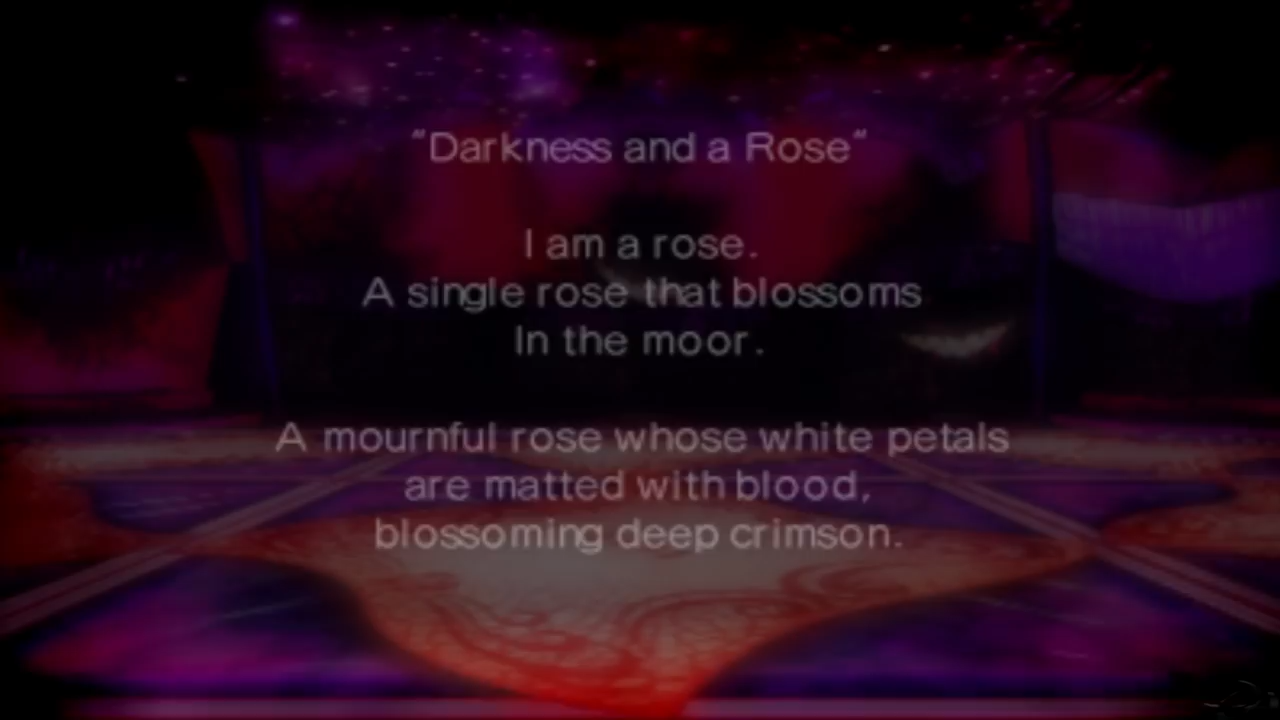 "Darkness and a Rose"
I am a rose.
A single rose that blossoms
In the moor.
A mournful rose whose white petals
are matted with blood,
blossoming deep crimson.